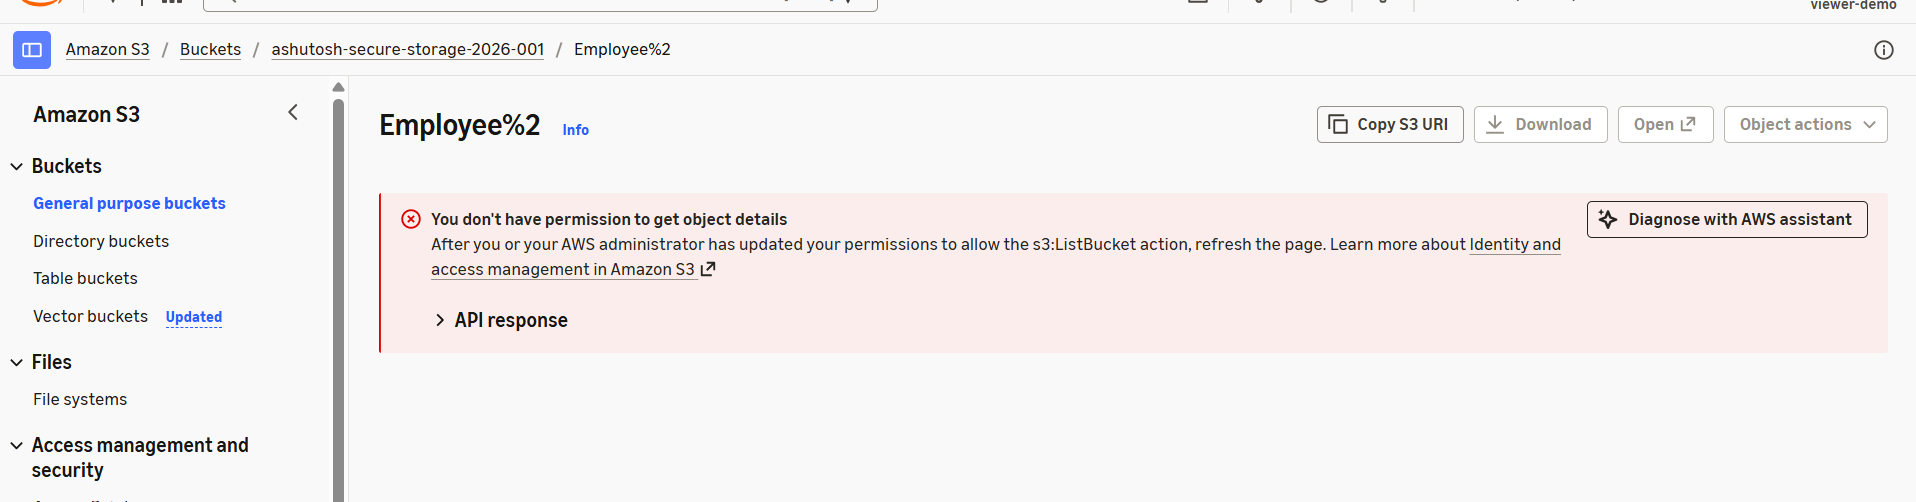 viewer-demo
Amazon S3 / Buckets / ashutosh-secure-storage-2026-001 / Employee%2
Amazon S3
Buckets
General purpose buckets
Directory buckets
Table buckets
Vector buckets Updated
Files
File systems
Access management and
security
Employee%2 Info
Copy S3 URI
Download
Open
Object actions
You don't have permission to get object details
After you or your AWS administrator has updated your permissions to allow the s3:ListBucket action, refresh the page. Learn more about Identity and
access management in Amazon S3
Diagnose with AWS assistant
API response